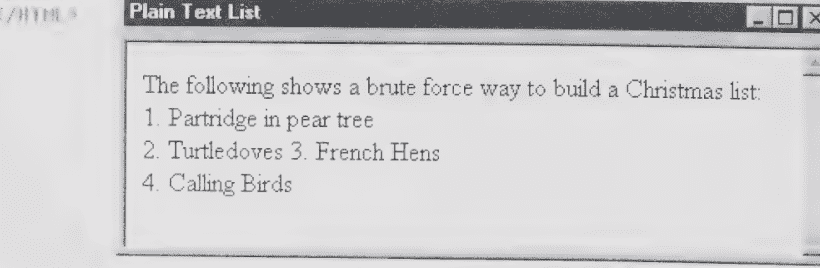 /HTML>
Plain Text List
The following shows a brute force way to build a Christmas list:
1. Partridge in pear tree
2. Turtledoves 3. French Hens
4. Calling Birds